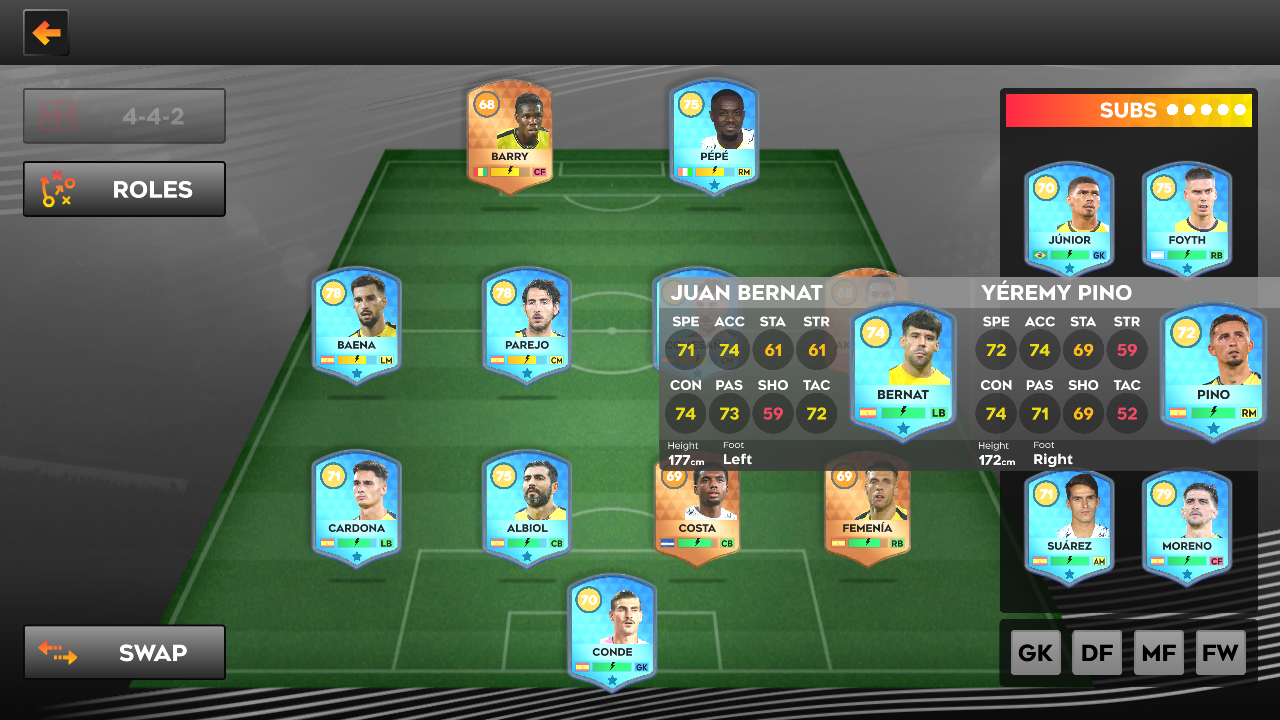 4-4-2
ROLES
SWAP
68
BARRY
CF
75
PÉPÉ
RM
78
BAENA
LM
78
PAREJO
CM
68
71
CARDONA
LB
75
ALBIOL
CB
69
COSTA
CB
69
FEMENÍA
RB
70
CONDE
GK
SUBS
70
JÚNIOR
GK
75
FOYTH
RB
JUAN BERNAT
SPE ACC STA STR
71 74 61 61
CON PAS SHO TAC
74 73 59 72
Height Foot
177cm Left
74
BERNAT
LB
YÉREMY PINO
SPE ACC STA STR
72 74 69 59
CON PAS SHO TAC
74 71 69 52
Height Foot
172cm Right
72
PINO
RM
71
SUÁREZ
AM
79
MORENO
CF
GK DF MF FW